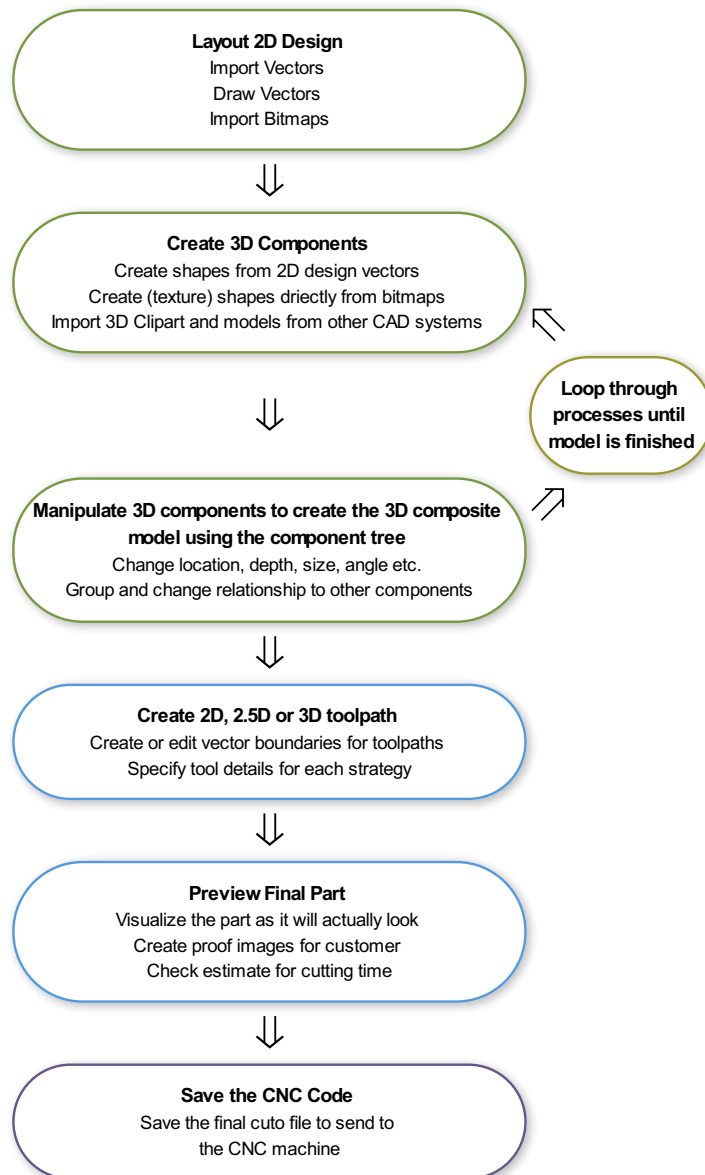 Layout 2D Design
Import Vectors
Draw Vectors
Import Bitmaps
Create 3D Components
Create shapes from 2D design vectors
Create (texture) shapes driectly from bitmaps
Import 3D Clipart and models from other CAD systems
Loop through
processes until
model is finished
Manipulate 3D components to create the 3D composite
model using the component tree
Change location, depth, size, angle etc.
Group and change relationship to other components
Create 2D, 2.5D or 3D toolpath
Create or edit vector boundaries for toolpaths
Specify tool details for each strategy
Preview Final Part
Visualize the part as it will actually look
Create proof images for customer
Check estimate for cutting time
Save the CNC Code
Save the final cuto file to send to
the CNC machine